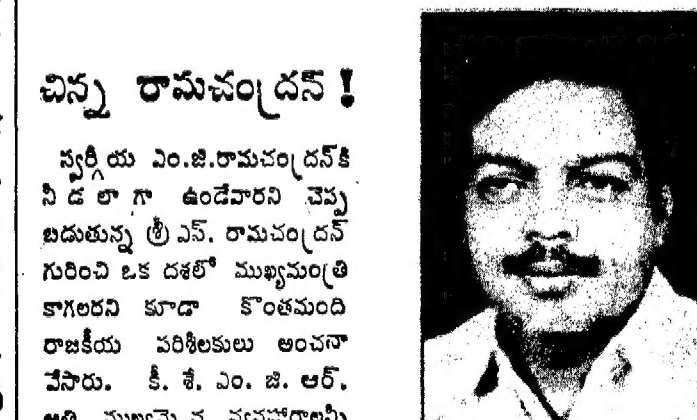 చిన్న రామచంద్రన్ !
స్వర్గీయ ఎం.జి.రామచంద్రన్‌కి
నీ డ లా గా ఉండేవారని చెప్ప
బడుతున్న శ్రీ ఎస్. రామచంద్రన్
గురించి ఒక దశలో ముఖ్యమంత్రి
కాగలరని కూడా కొంతమంది
రాజకీయ పరిశీలకులు అంచనా
వేసారు. కీ. శే. ఎం. జి. ఆర్.